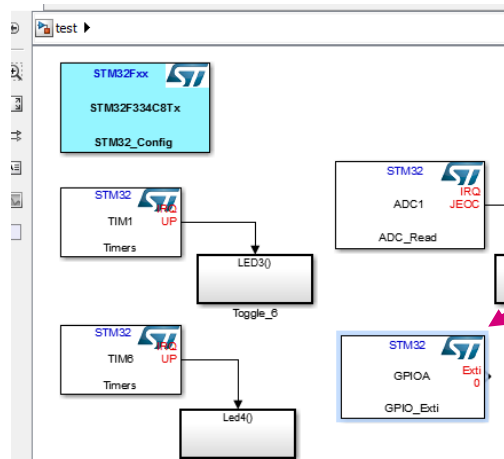 test
STM32Fxx
STM32F334C8Tx
STM32_Config
STM32
IRQ
TIM1
UP
Timers
LED3()
Toggle_6
STM32
IRQ
ADC1
JEOC
ADC_Read
STM32
IRQ
TIM6
UP
Timers
Led4()
STM32
Exti
GPIOA
0
GPIO_Exti